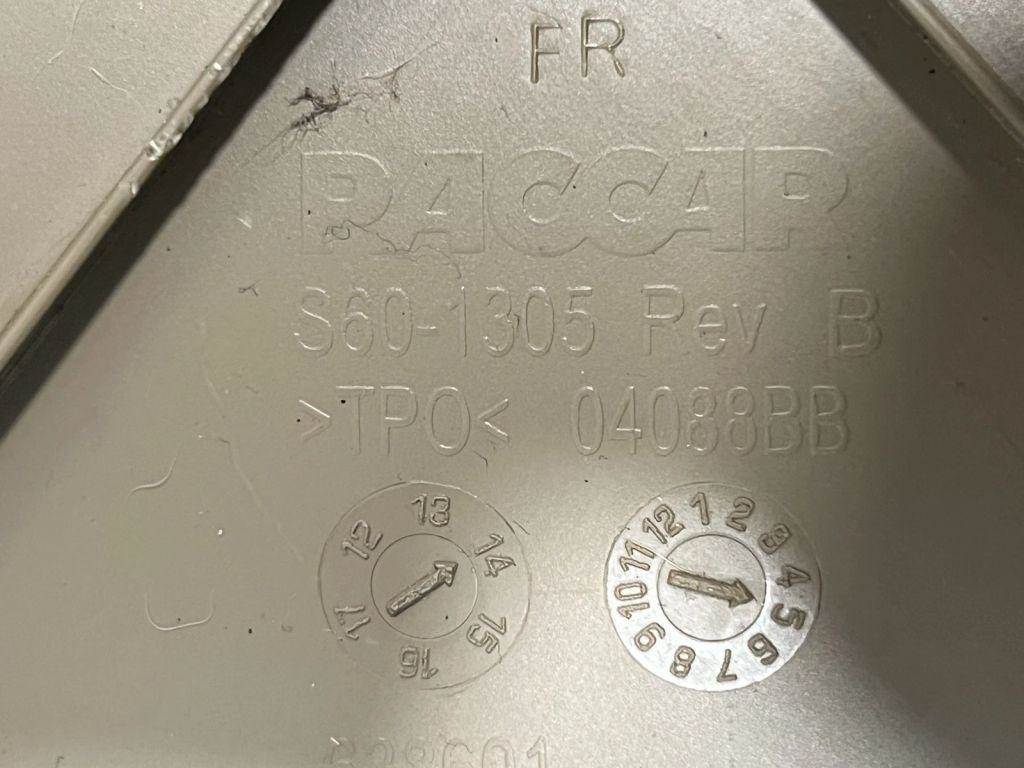 FR
PACCAR
S60-1305 Rev B
>TPO< 04088BB
11 12 13 14 15 16
1 2 3 4 5 6 7 8 9 10 11 12